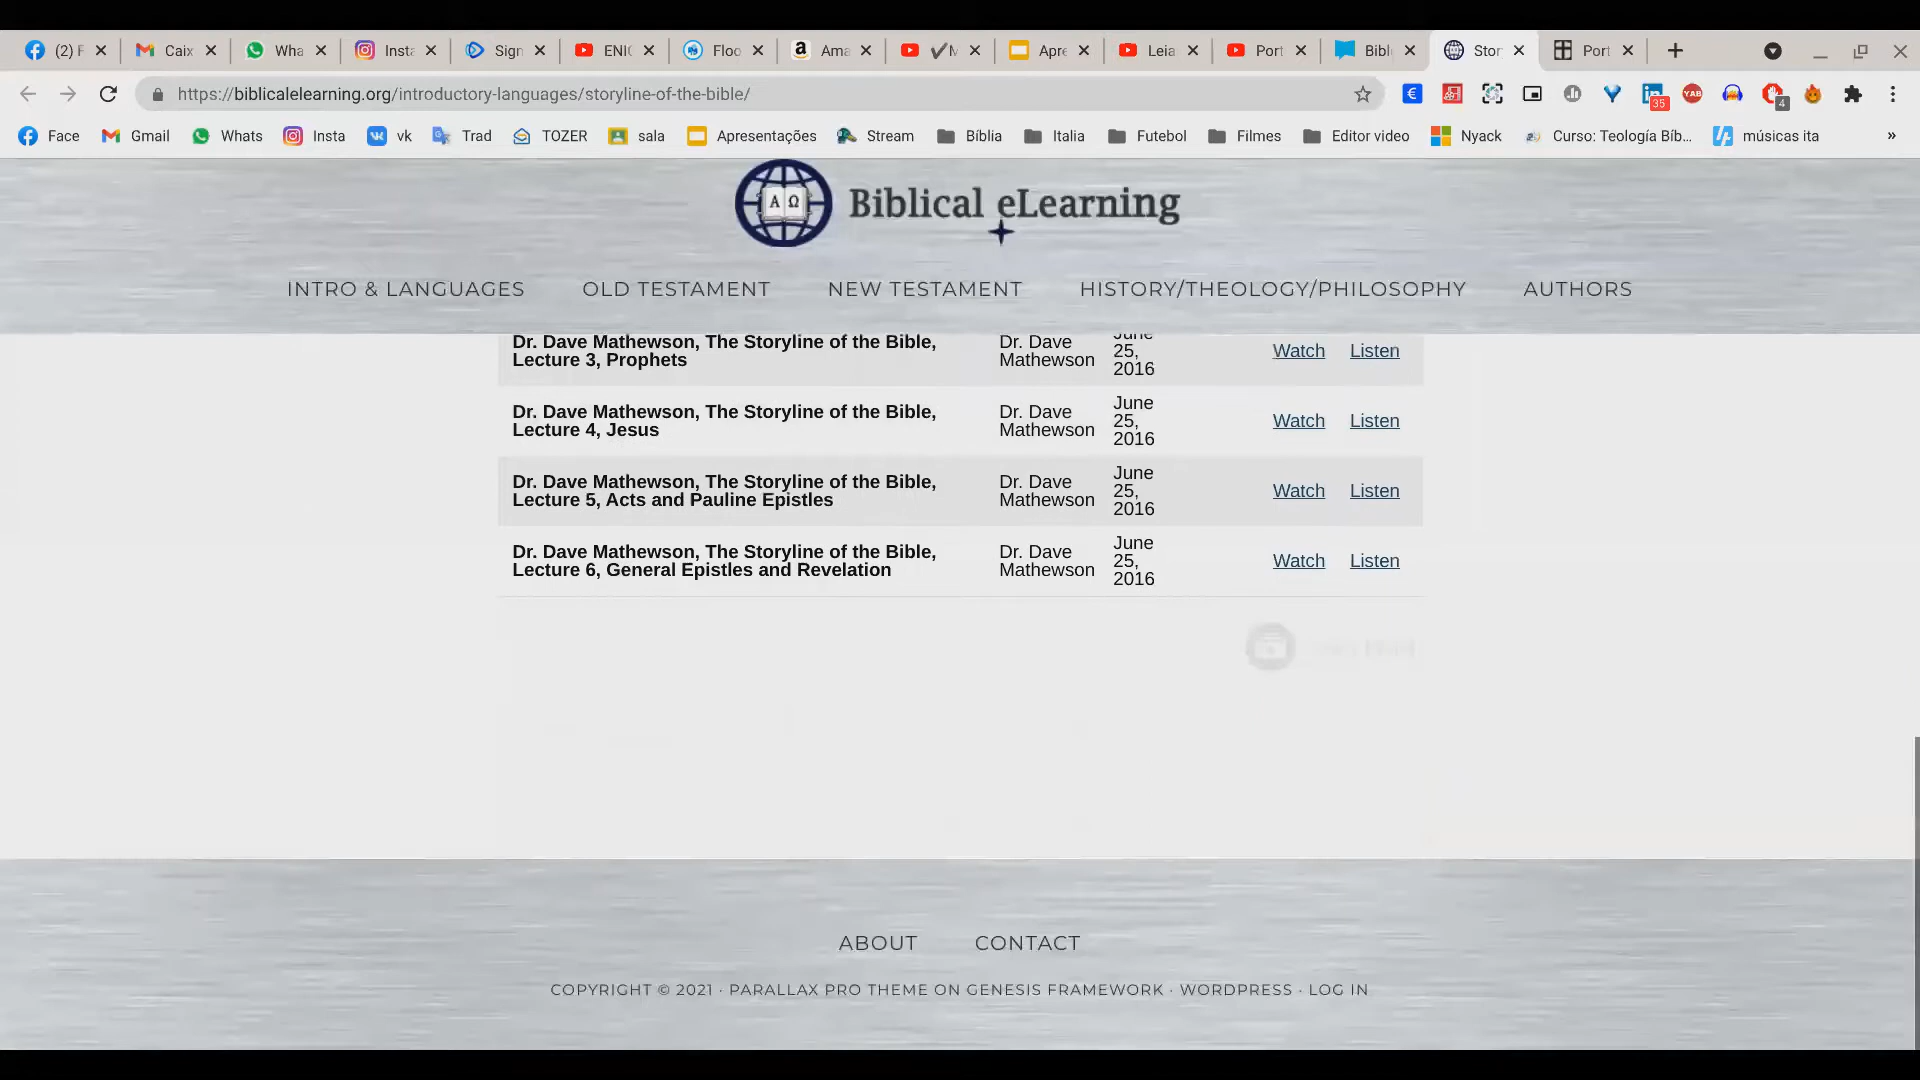 (2) F
Caix
Wha
Insta
Sign
ENI
Floo
Ama
Apre
Leia
Port
Bibl
Stor
Port
https://biblicalelearning.org/introductory-languages/storyline-of-the-bible/
35
YAB
4
Face
Gmail
Whats
Insta
vk
Trad
TOZER
sala
Apresentações
Stream
Bíblia
Italia
Futebol
Filmes
Editor video
Nyack
Curso: Teología Bíb...
músicas ita
»
Α Ω
Biblical eLearning
INTRO & LANGUAGES
OLD TESTAMENT
NEW TESTAMENT
HISTORY/THEOLOGY/PHILOSOPHY
AUTHORS
Dr. Dave Mathewson, The Storyline of the Bible,
Lecture 3, Prophets
Dr. Dave
Mathewson
June
25,
2016
Watch
Listen
Dr. Dave Mathewson, The Storyline of the Bible,
Lecture 4, Jesus
Dr. Dave
Mathewson
June
25,
2016
Watch
Listen
Dr. Dave Mathewson, The Storyline of the Bible,
Lecture 5, Acts and Pauline Epistles
Dr. Dave
Mathewson
June
25,
2016
Watch
Listen
Dr. Dave Mathewson, The Storyline of the Bible,
Lecture 6, General Epistles and Revelation
Dr. Dave
Mathewson
June
25,
2016
Watch
Listen
ABOUT
CONTACT
COPYRIGHT © 2021 · PARALLAX PRO THEME ON GENESIS FRAMEWORK · WORDPRESS · LOG IN